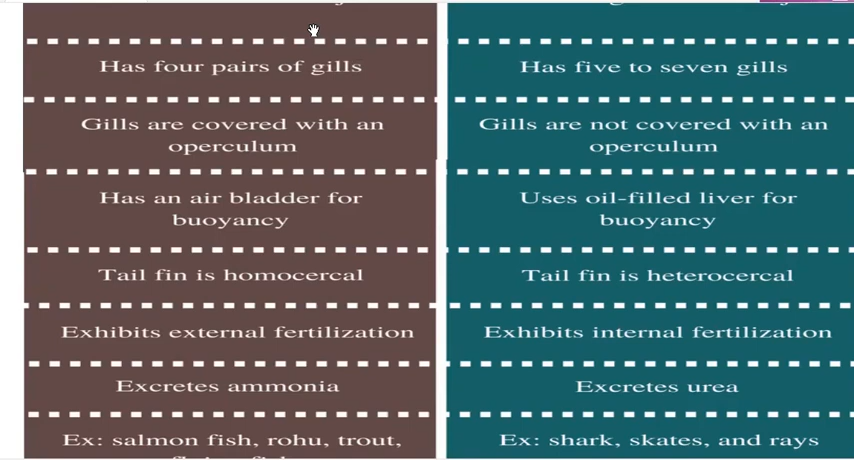 Has four pairs of gills
Has five to seven gills
Gills are covered with an
operculum
Gills are not covered with an
operculum
Has an air bladder for
buoyancy
Uses oil-filled liver for
buoyancy
Tail fin is homocercal
Tail fin is heterocercal
Exhibits external fertilization
Exhibits internal fertilization
Excretes ammonia
Excretes urea
Ex: salmon fish, rohu, trout,
Ex: shark, skates, and rays